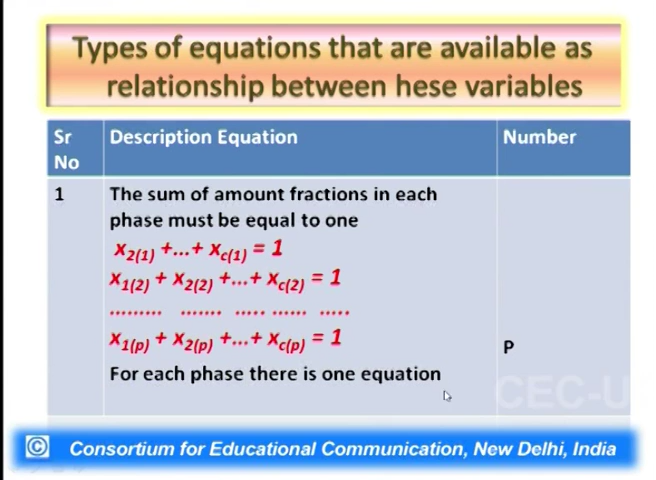 Types of equations that are available as
relationship between hese variables
Sr
No
Description Equation
Number
1
The sum of amount fractions in each
phase must be equal to one
x2(1) +...+ xc(1) = 1
x1(2) + x2(2) +...+ xc(2) = 1
......... ....... ..... ...... .....
x1(p) + x2(p) +...+ xc(p) = 1
P
For each phase there is one equation
CEC-U
© Consortium for Educational Communication, New Delhi, India